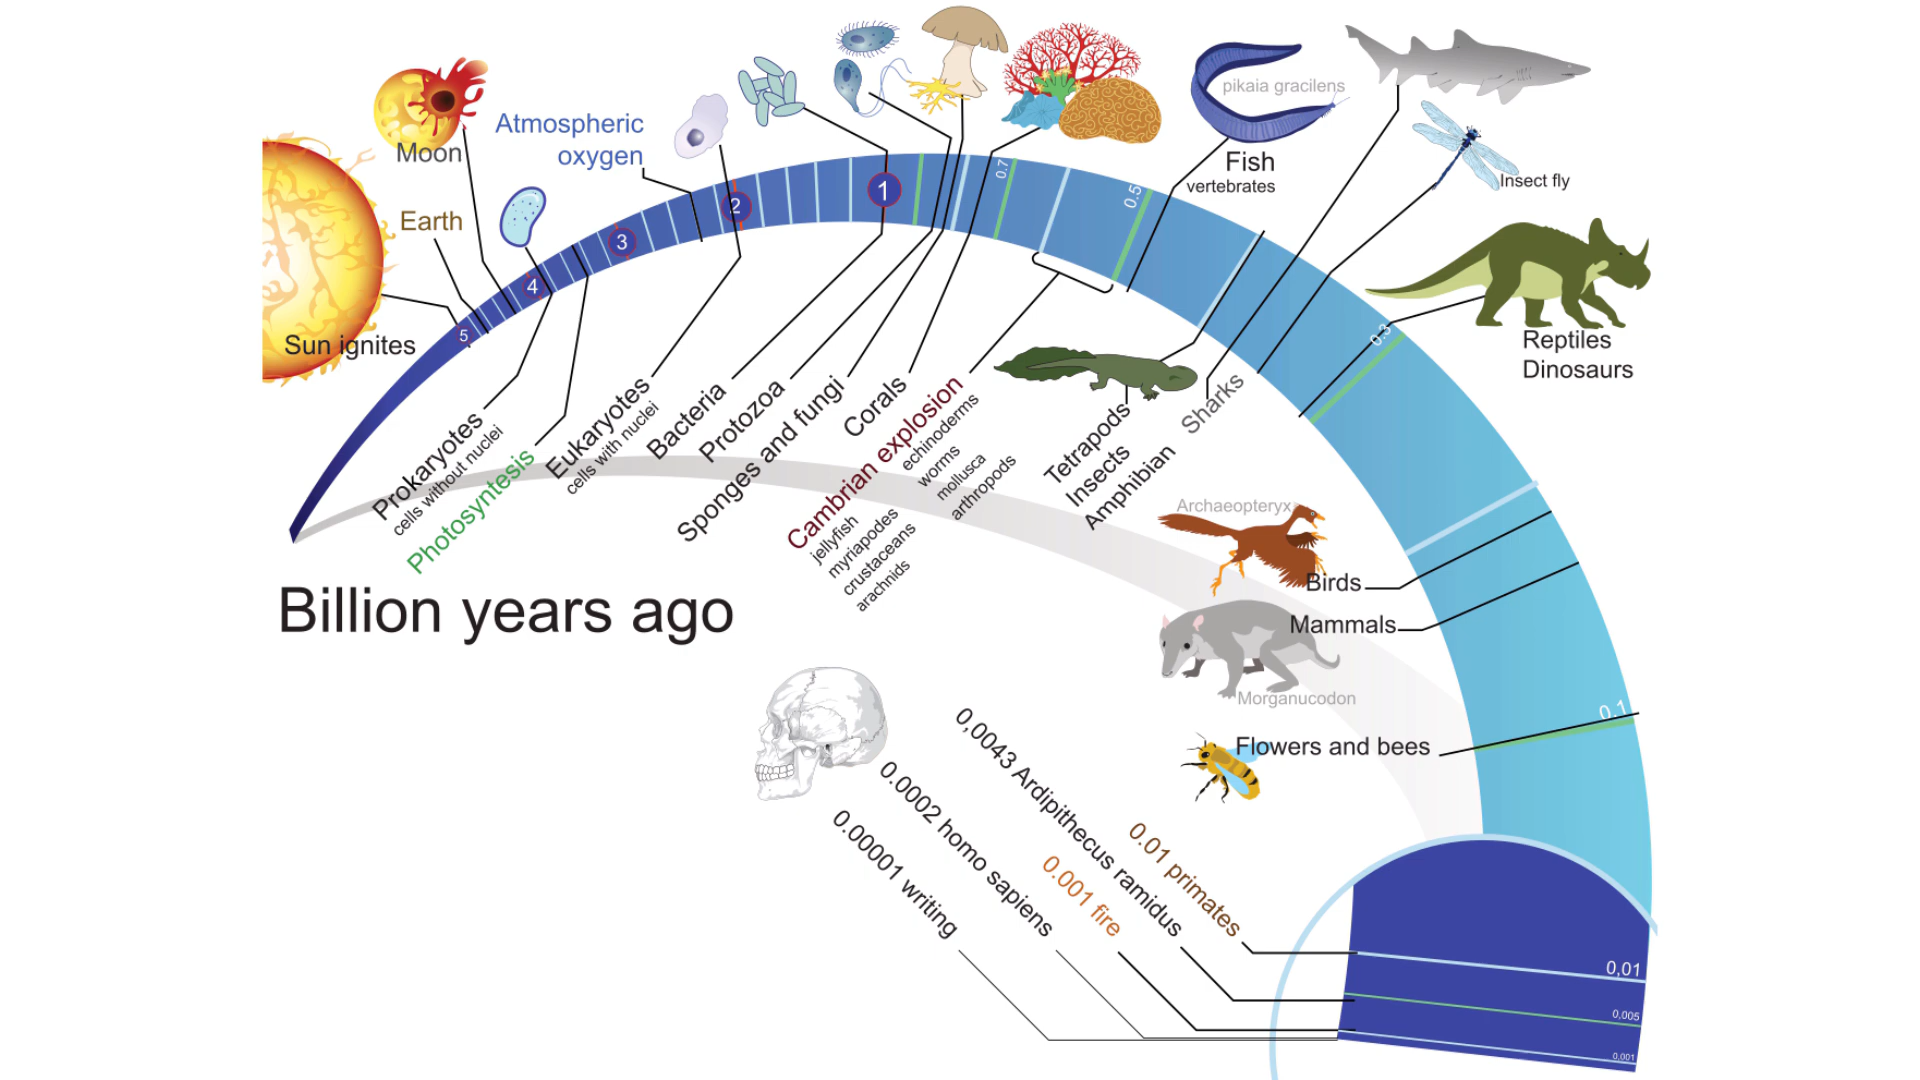 Moon
Atmospheric
oxygen
Earth
Sun ignites
5
4
3
2
1
0.7
0.5
0.3
0.1
pikaia gracilens
Fish
vertebrates
Insect fly
Reptiles
Dinosaurs
Prokaryotes
cells without nuclei
Photosyntesis
Eukaryotes
cells with nuclei
Bacteria
Protozoa
Sponges and fungi
Corals
Cambrian explosion
echinoderms
worms
mollusca
arthropods
jellyfish
myriapodes
crustaceans
arachnids
Tetrapods
Insects
Amphibian
Sharks
Archaeopteryx
Birds
Mammals
Morganucodon
Flowers and bees
Billion years ago
0,0043 Ardipithecus ramidus
0.0002 homo sapiens
0.00001 writing
0.001 fire
0.01 primates
0,01
0,005
0,001